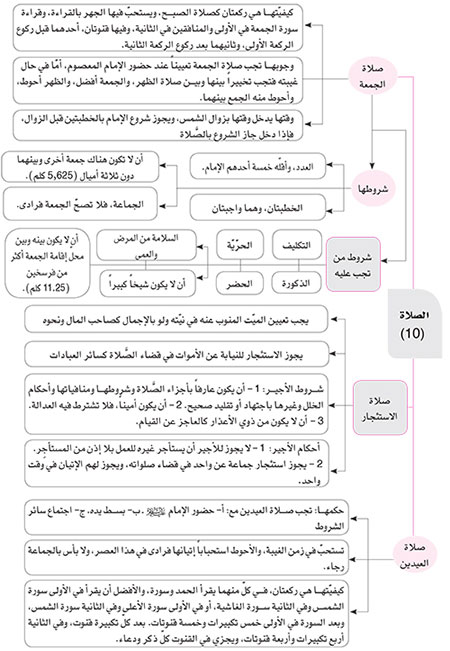 الصلاة
(10)
صلاة
الجمعة
كيفيّتها هي ركعتان كصلاة الصبح، ويستحبّ فيها الجهر بالقراءة، وقراءة
سورة الجمعة في الأولى والمنافقين في الثانية، وفيها قنوتان، أحدهما قبل ركوع
الركعة الأولى، وثانيهما بعد ركوع الركعة الثانية.
وجوبها تجب صلاة الجمعة تعييناً عند حضور الإمام المعصوم، أمّا في حال
غيبته فتجب تخييراً بينها وبين صلاة الظهر، والجمعة أفضل، والظهر أحوط،
وأحوط منه الجمع بينهما.
وقتها يدخل وقتها بزوال الشمس، ويجوز شروع الإمام بالخطبتين قبل الزوال،
فإذا دخل جاز الشروع بالصَّلاة
شروطها
العدد، وأقلّه خمسة أحدهم الإمام.
أن لا تكون هناك جمعة أخرى وبينهما
دون ثلاثة أميال (5,625 كلم).
الخطبتان، وهما واجبتان
الجماعة، فلا تصحّ الجمعة فرادى.
شروط من
تجب عليه
التكليف
الحرّيّة
السلامة من المرض
والعمى
الذكورة
الحضر
أن لا يكون شيخاً كبيراً
أن لا يكون بينه وبين
محل إقامة الجمعة أكثر
من فرسخين
(11.25 كلم).
صلاة
الاستئجار
يجب تعيين الميّت المنوب عنه في نيّته ولو بالإجمال كصاحب المال ونحوه
يجوز الاستئجار للنيابة عن الأموات في قضاء الصَّلاة كسائر العبادات
شروط الأجير: 1 - أن يكون عارفاً بأجزاء الصَّلاة وشروطها ومنافياتها وأحكام
الخلل وغيرها باجتهاد أو تقليد صحيح. 2 - أن يكون أميناً، فلا تشترط فيه العدالة.
3 - أن لا يكون من ذوي الأعذار كالعاجز عن القيام.
أحكام الأجير: 1 - لا يجوز للأجير أن يستأجر غيره للعمل بلا إذن من المستأجِر.
2 - يجوز استئجار جماعة عن واحد في قضاء صلواته، ويجوز لهم الإتيان في وقت
واحد.
صلاة
العيدين
حكمها: تجب صلاة العيدين مع: أ- حضور الإمام .ب- بسط يده. ج- اجتماع سائر
الشروط
تستحبّ في زمن الغيبة، والأحوط استحباباً إتيانها فرادى في هذا العصر، ولا بأس بالجماعة
رجاء.
كيفيّتها هي ركعتان، في كلّ منهما يقرأ الحمد وسورة، والأفضل أن يقرأ في الأولى سورة
الشمس وفي الثانية سورة الغاشية، أو في الأولى سورة الأعلى وفي الثانية سورة الشمس،
وبعد السورة في الأولى خمس تكبيرات وخمسة قنوتات، بعد كلّ تكبيرة قنوت، وفي الثانية
أربع تكبيرات وأربعة قنوتات، ويجزي في القنوت كلّ ذكر ودعاء.